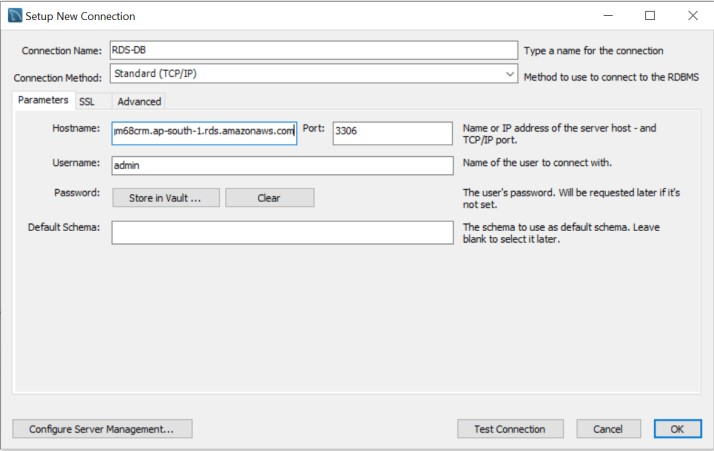 Setup New Connection
Connection Name: RDS-DB Type a name for the connection
Connection Method: Standard (TCP/IP) Method to use to connect to the RDBMS
Parameters SSL Advanced
Hostname: m68crm.ap-south-1.rds.amazonaws.com Port: 3306 Name or IP address of the server host - and
TCP/IP port.
Username: admin Name of the user to connect with.
Password: Store in Vault ... Clear The user's password. Will be requested later if it's
not set.
Default Schema: The schema to use as default schema. Leave
blank to select it later.
Configure Server Management... Test Connection Cancel OK